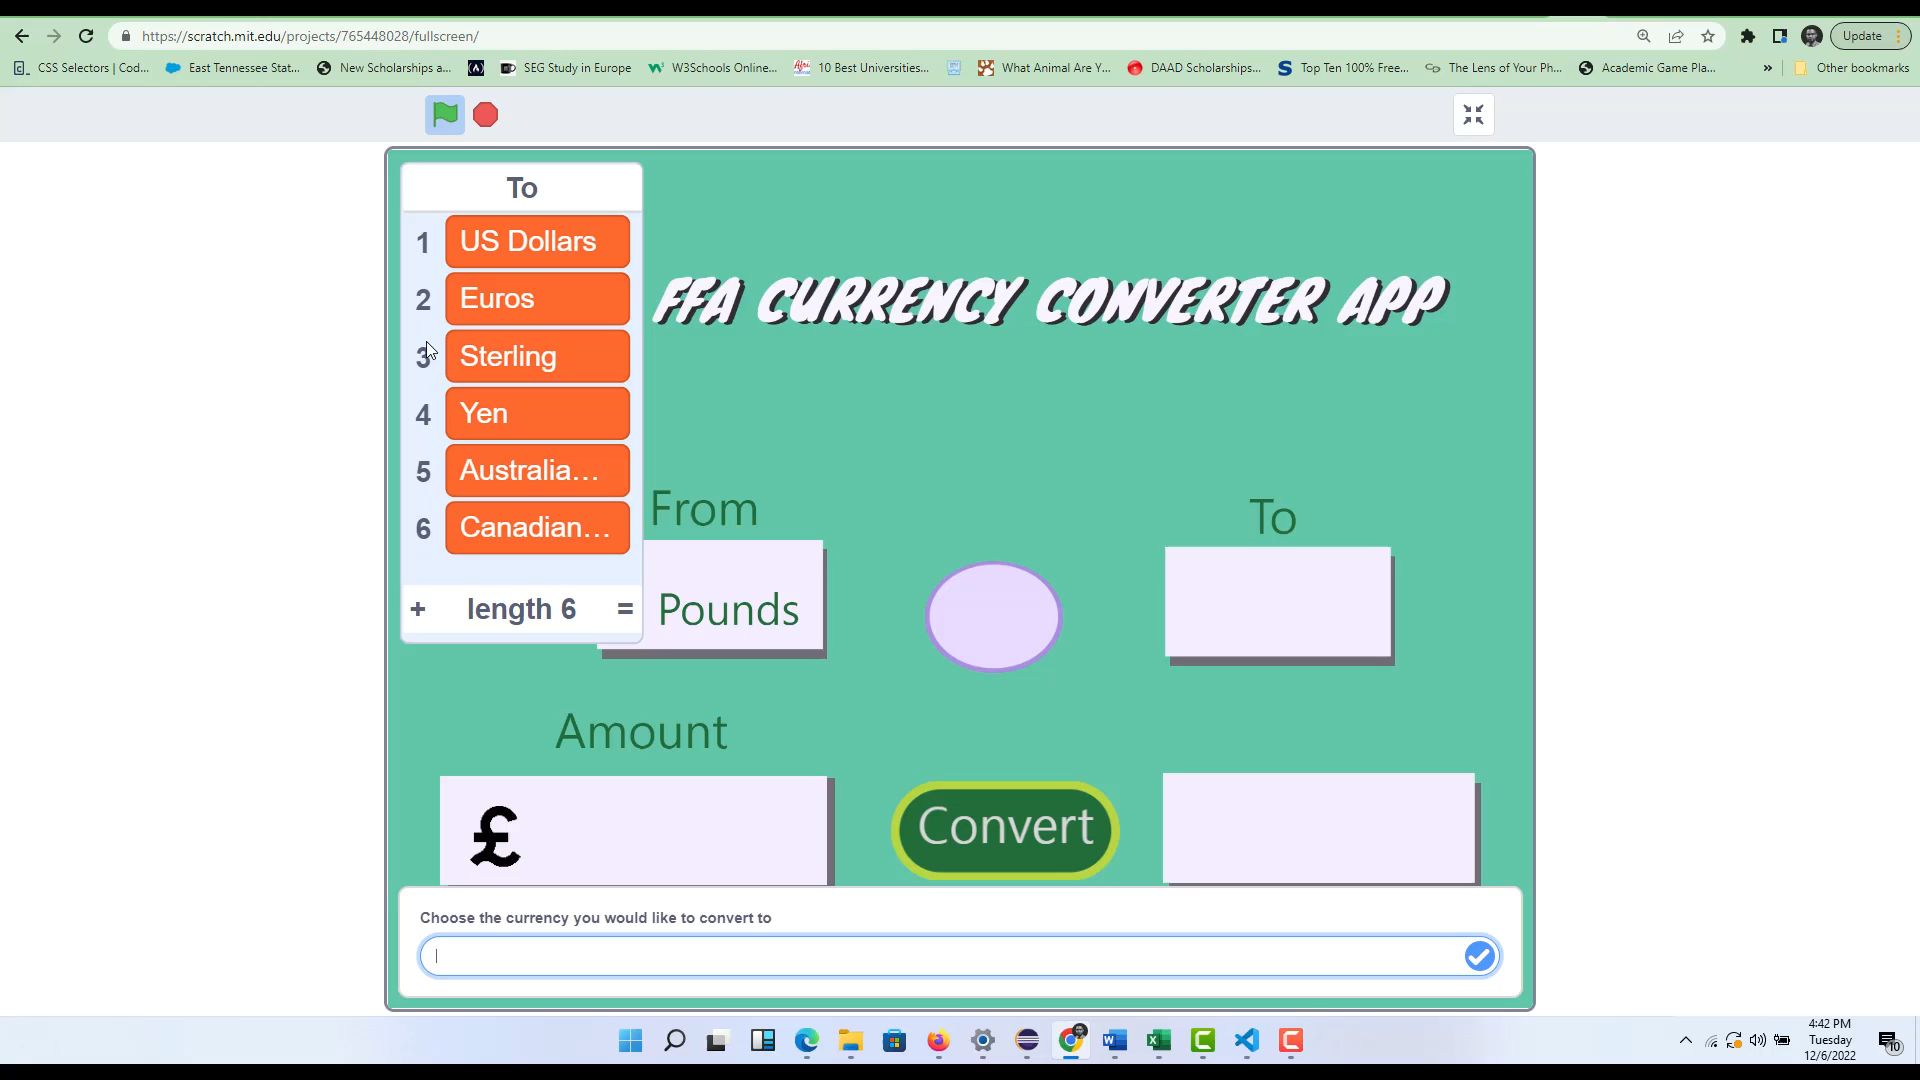 https://scratch.mit.edu/projects/765448028/fullscreen/
Update
CSS Selectors | Cod...
East Tennessee Stat...
New Scholarships a...
SEG Study in Europe
W3Schools Online...
10 Best Universities...
What Animal Are Y...
DAAD Scholarships...
Top Ten 100% Free...
The Lens of Your Ph...
Academic Game Pla...
»
Other bookmarks
To
1 US Dollars
2 Euros
3 Sterling
4 Yen
5 Australia...
6 Canadian...
+ length 6 =
FFA CURRENCY CONVERTER APP
From
To
Pounds
Amount
£
Convert
Choose the currency you would like to convert to
4:42 PM
Tuesday
12/6/2022
10